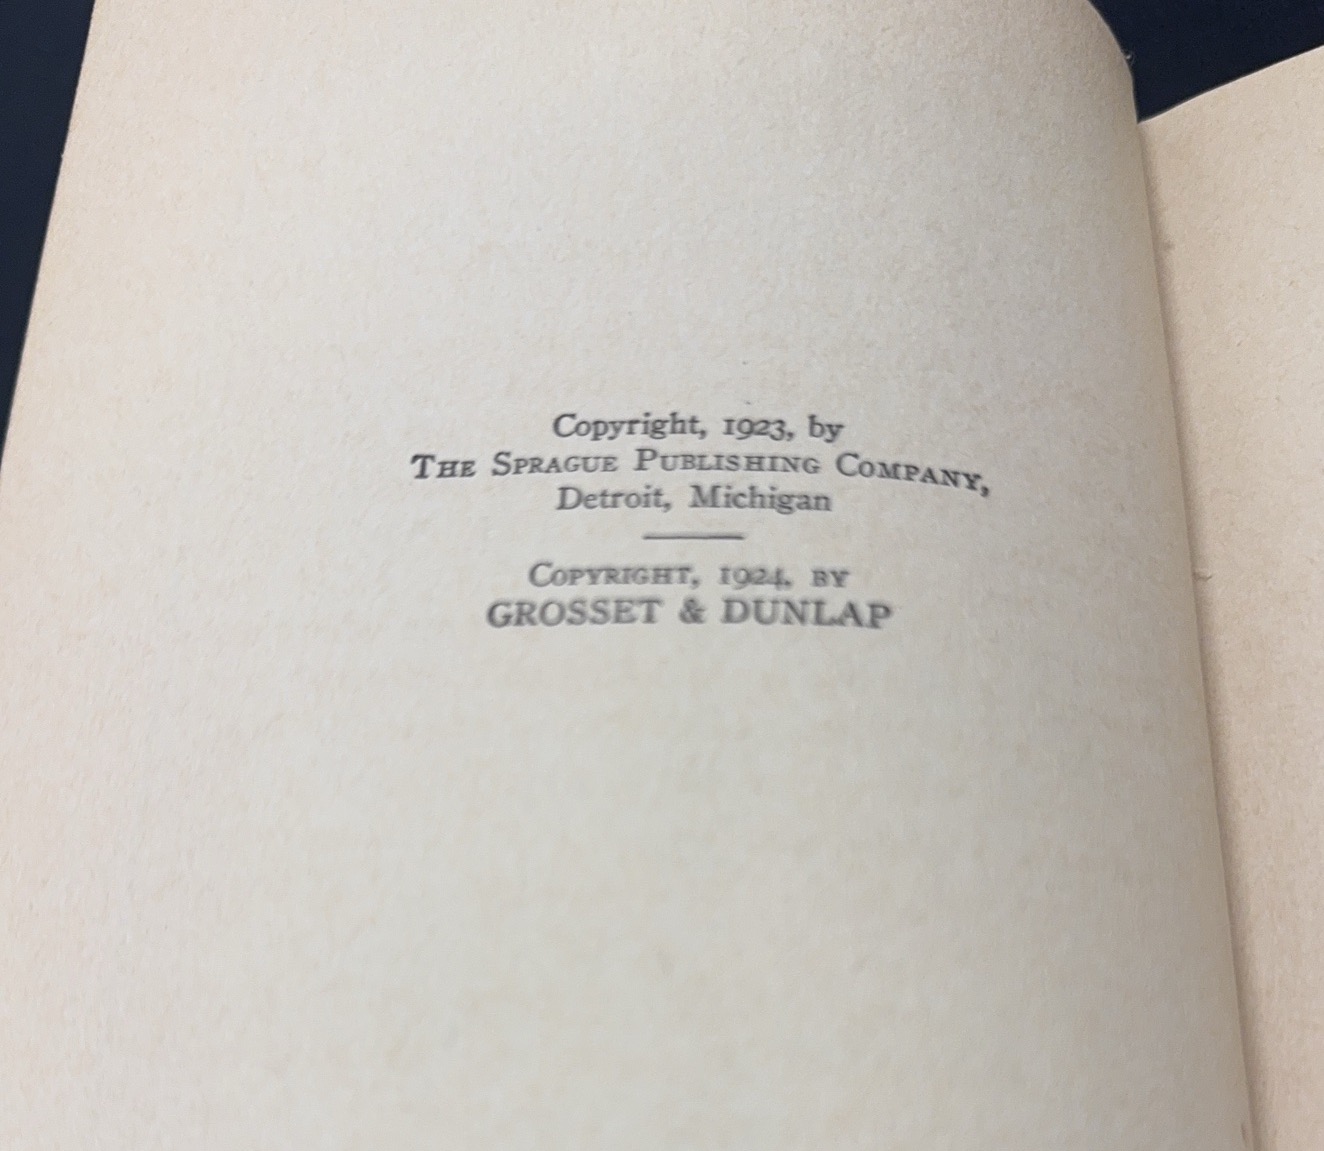 Copyright, 1923, by
THE SPRAGUE PUBLISHING COMPANY,
Detroit, Michigan
COPYRIGHT, 1924, BY
GROSSET & DUNLAP